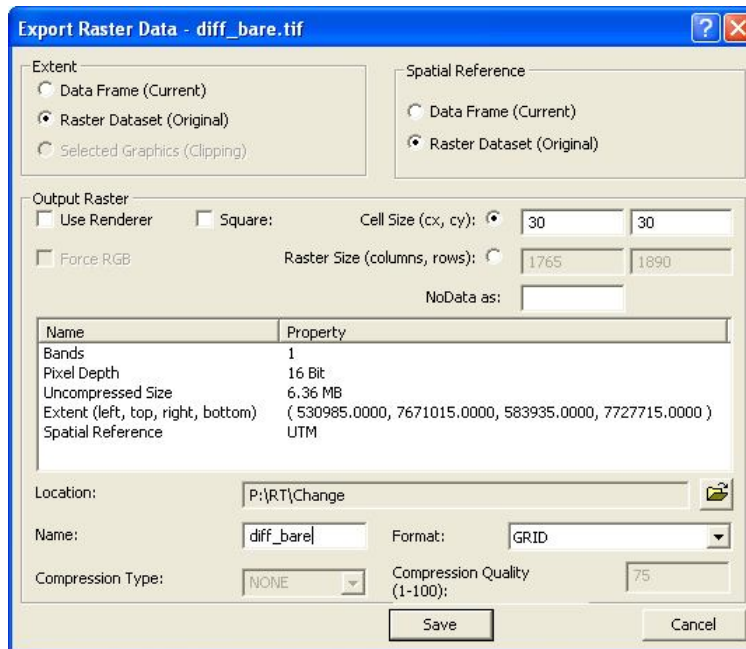 Export Raster Data - diff_bare.tif
Extent
Data Frame (Current)
Raster Dataset (Original)
Selected Graphics (Clipping)
Spatial Reference
Data Frame (Current)
Raster Dataset (Original)
Output Raster
Use Renderer Square: Cell Size (cx, cy): 30 30
Force RGB Raster Size (columns, rows): 1765 1890
NoData as:
Name Property
Bands 1
Pixel Depth 16 Bit
Uncompressed Size 6.36 MB
Extent (left, top, right, bottom) ( 530985.0000, 7671015.0000, 583935.0000, 7727715.0000 )
Spatial Reference UTM
Location: P:\RT\Change
Name: diff_bare Format: GRID
Compression Type: NONE Compression Quality (1-100): 75
Save Cancel